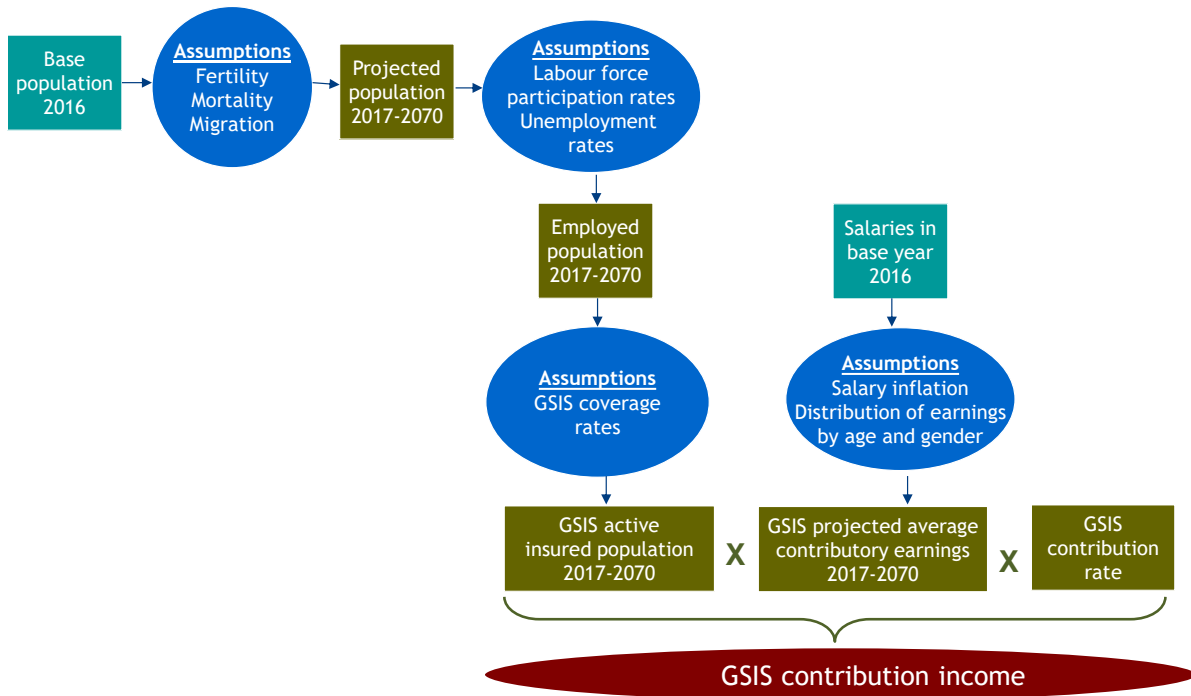 Base
population
2016
Assumptions
Fertility
Mortality
Migration
Projected
population
2017-2070
Assumptions
Labour force
participation rates
Unemployment
rates
Employed
population
2017-2070
Salaries in
base year
2016
Assumptions
GSIS coverage
rates
Assumptions
Salary inflation
Distribution of earnings
by age and gender
GSIS active
insured population
2017-2070
X
GSIS projected average
contributory earnings
2017-2070
X
GSIS
contribution
rate
GSIS contribution income